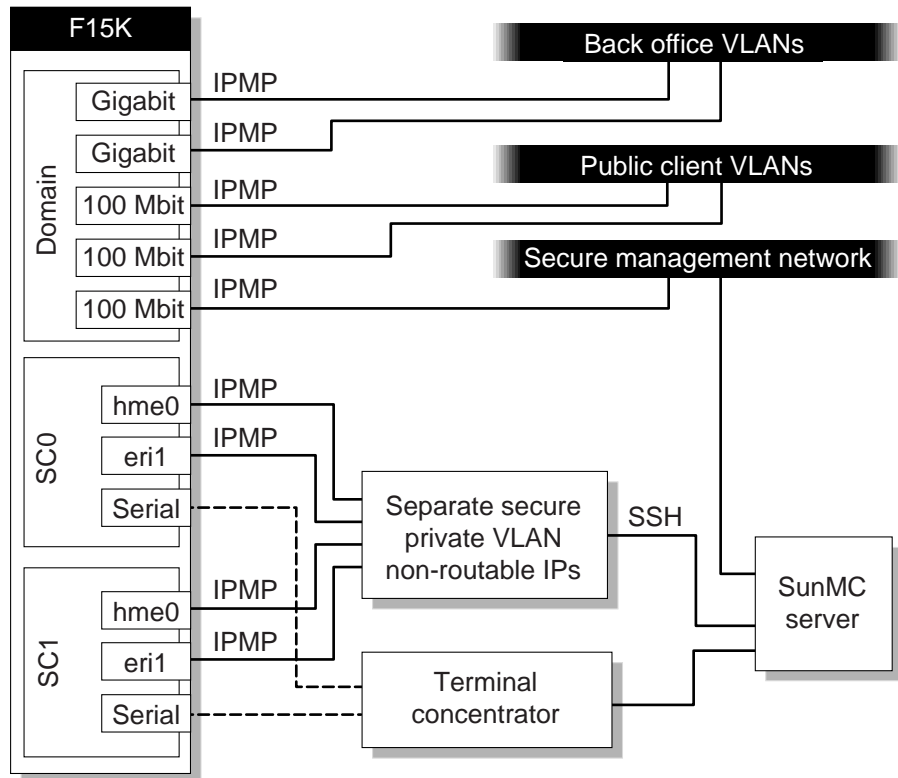 F15K
Back office VLANs
IPMP
Gigabit
IPMP
Gigabit
Public client VLANs
IPMP
100 Mbit
Domain
IPMP
100 Mbit
Secure management network
IPMP
100 Mbit
IPMP
hme0
IPMP
eri1
SC0
Serial
Separate secure
private VLAN
non-routable IPs
SSH
IPMP
hme0
SunMC
server
IPMP
eri1
SC1
Serial
Terminal
concentrator